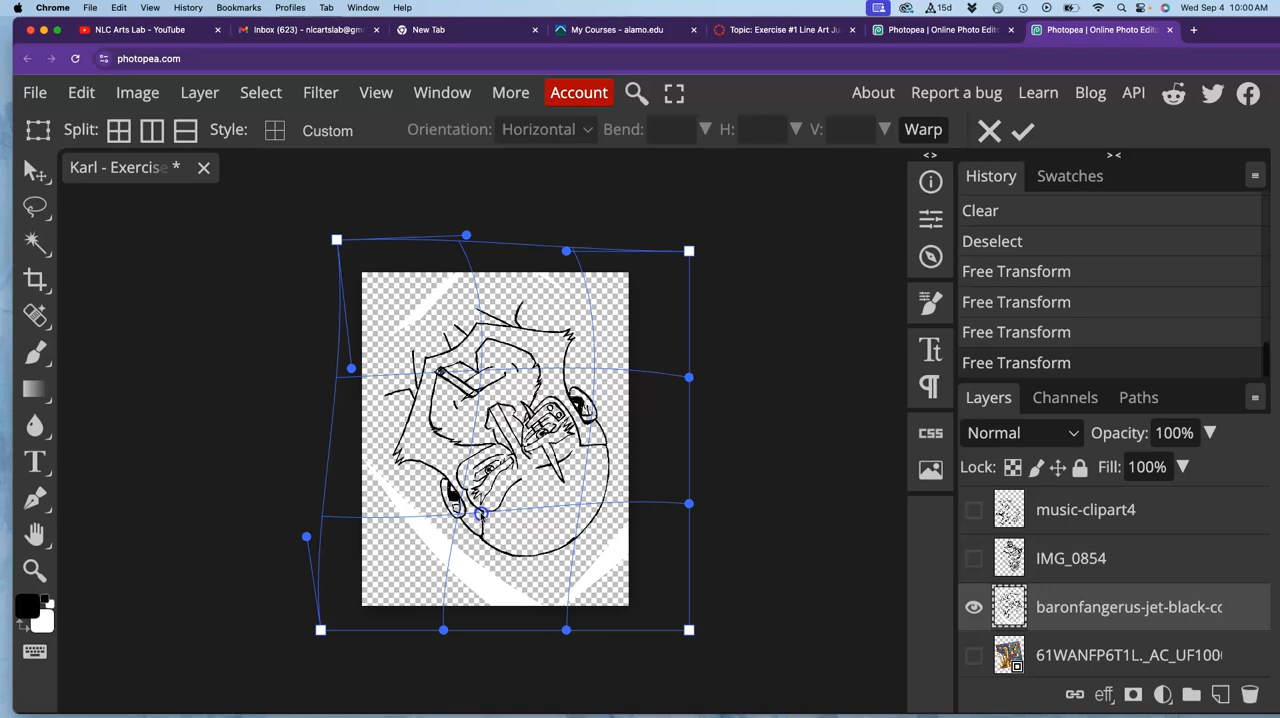 Chrome File Edit View History Bookmarks Profiles Tab Window Help 15d Wed Sep 4 10:00 AM
NLC Arts Lab - YouTube Inbox (623) - nlcartslab@gm New Tab My Courses - alamo.edu Topic: Exercise #1 Line Art Ju Photopea | Online Photo Edit Photopea | Online Photo Edit
photopea.com
File Edit Image Layer Select Filter View Window More Account About Report a bug Learn Blog API
Split: Style: Custom Orientation: Horizontal Bend: H: V: Warp
< > > <
Karl - Exercise *
History Swatches
Clear
Deselect
Free Transform
Free Transform
Free Transform
Free Transform
Layers Channels Paths
Normal Opacity: 100%
CSS
Lock: Fill: 100%
music-clipart4
IMG_0854
baronfangerus-jet-black-cc
61WANFP6T1L._AC_UF100
eff